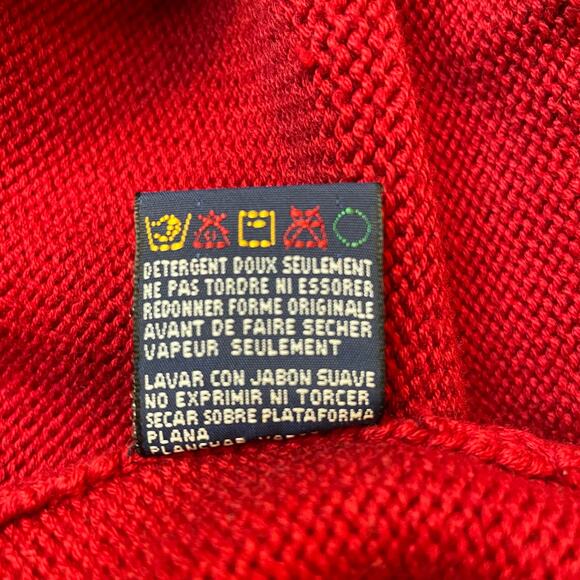 DETERGENT DOUX SEULEMENT
NE PAS TORDRE NI ESSORER
REDONNER FORME ORIGINALE
AVANT DE FAIRE SECHER
VAPEUR SEULEMENT
LAVAR CON JABON SUAVE
NO EXPRIMIR NI TORCER
SECAR SOBRE PLATAFORMA
PLANA
PLANCHAR